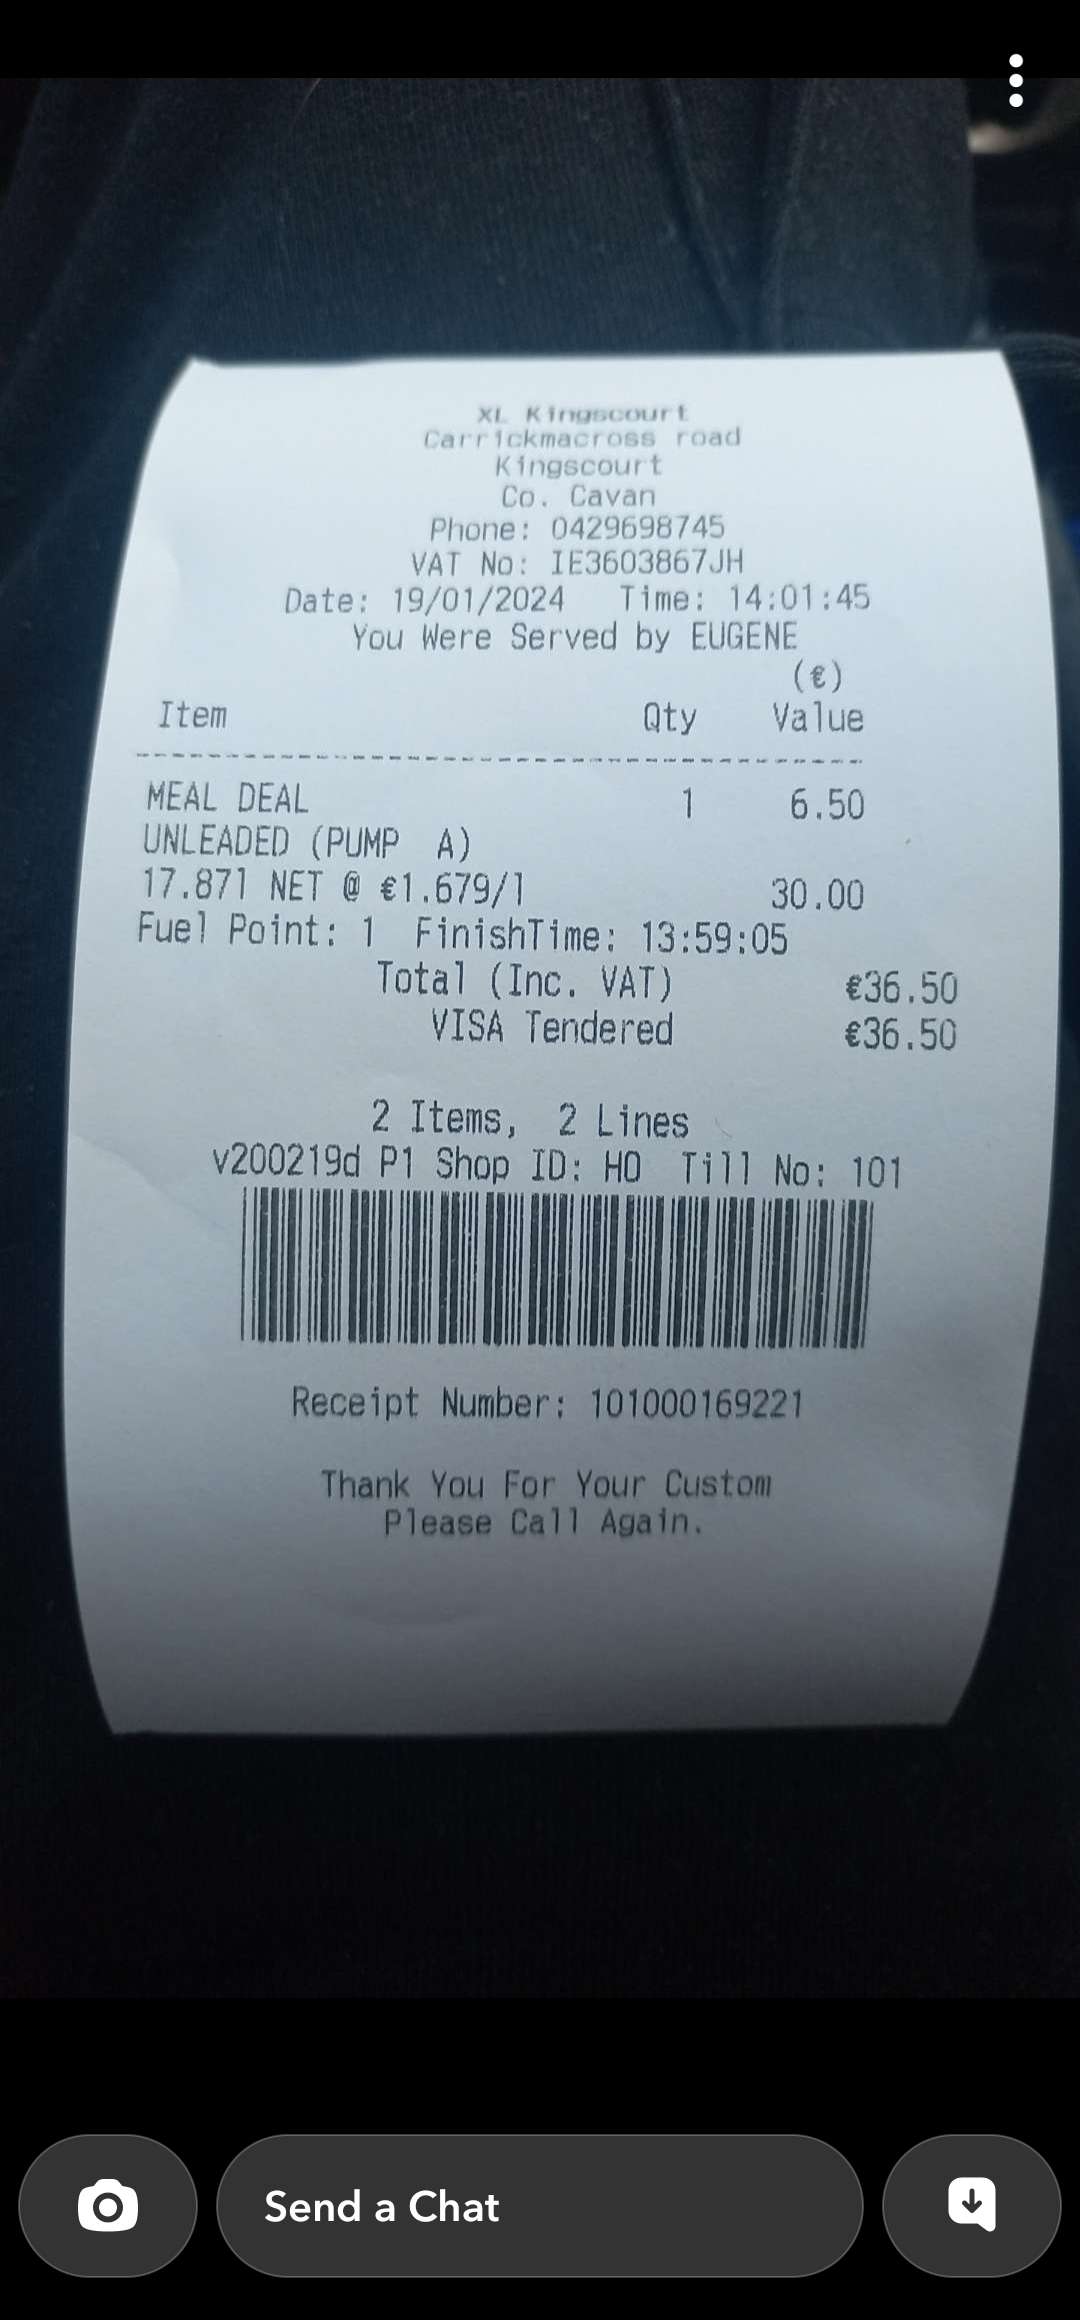 XL Kingscourt
Carrickmacross road
Kingscourt
Co. Cavan
Phone: 0429698745
VAT No: IE3603867JH
Date: 19/01/2024 Time: 14:01:45
You Were Served by EUGENE
(€)
Item Qty Value
MEAL DEAL 1 6.50
UNLEADED (PUMP A)
17.87l NET @ €1.679/l 30.00
Fuel Point: 1 FinishTime: 13:59:05
Total (Inc. VAT) €36.50
VISA Tendered €36.50
2 Items, 2 Lines
v200219d P1 Shop ID: HO Till No: 101
Receipt Number: 101000169221
Thank You For Your Custom
Please Call Again.
Send a Chat